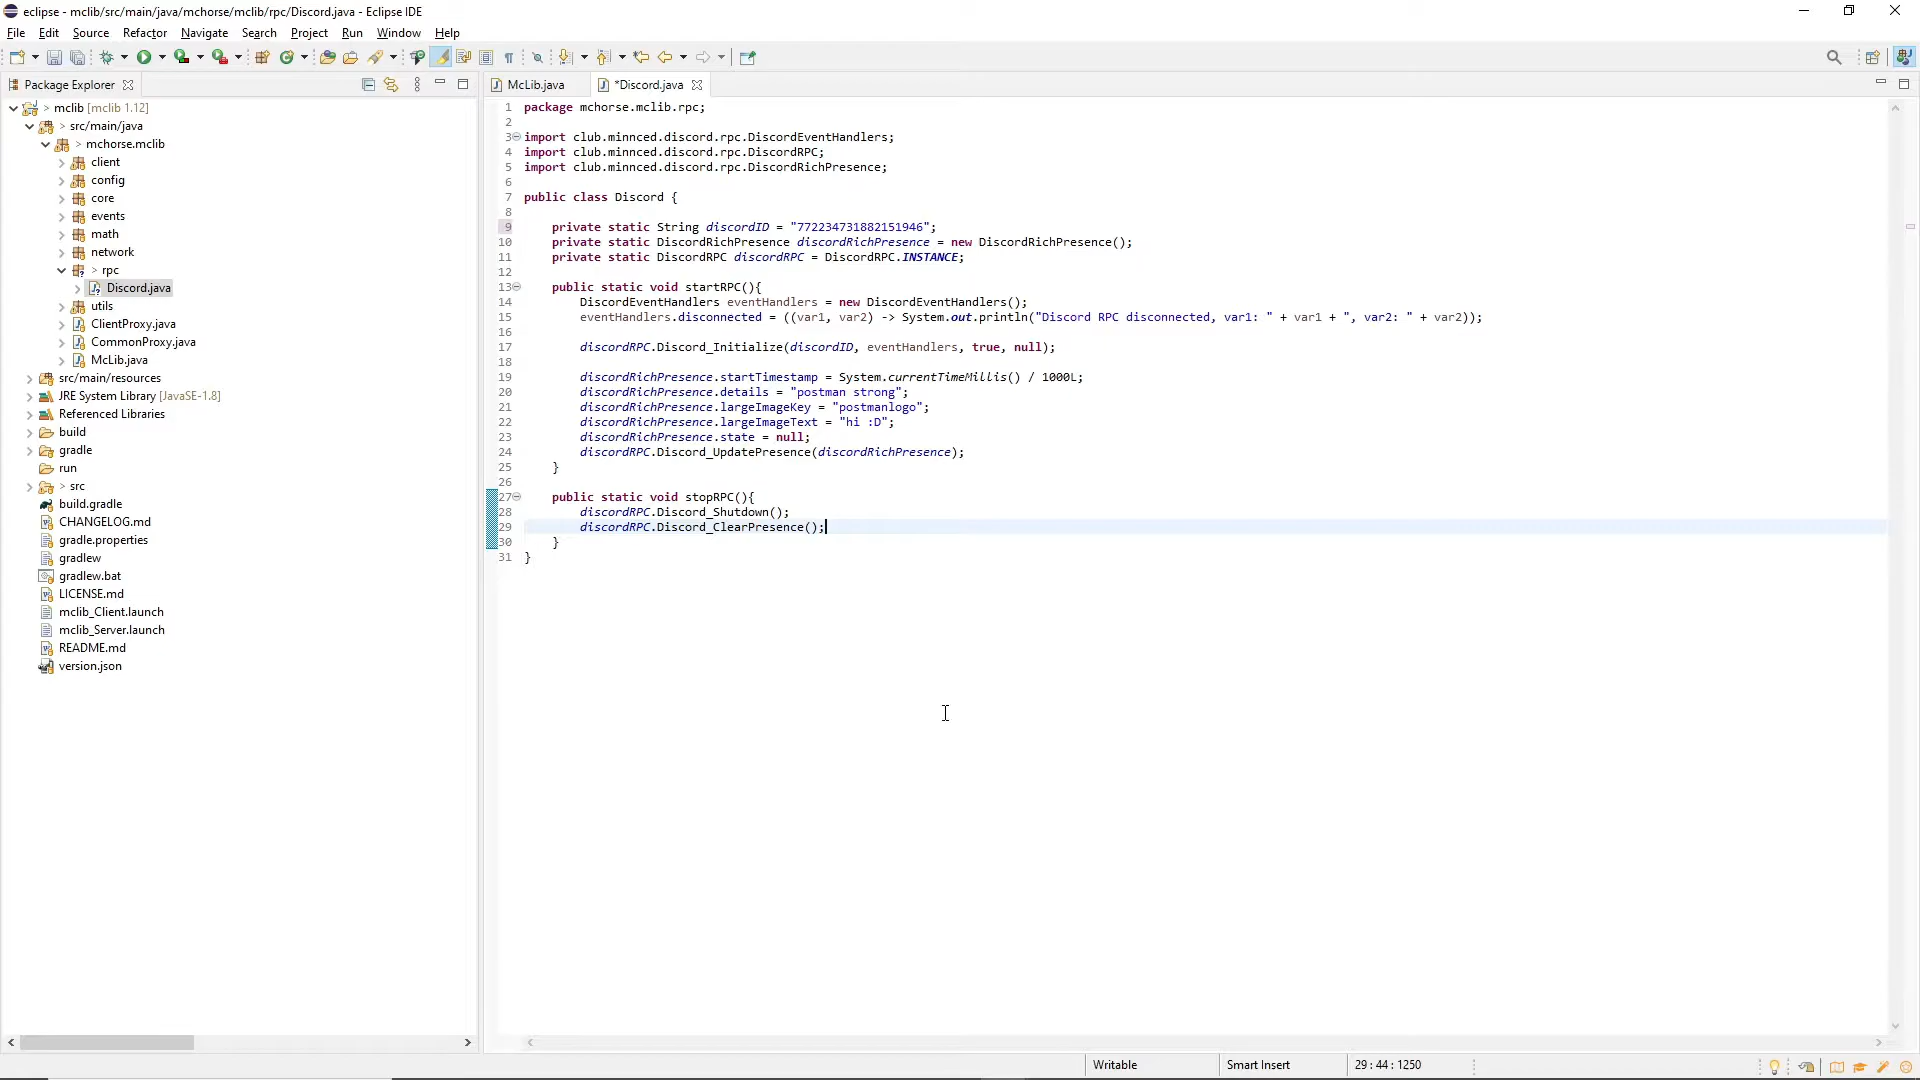 eclipse - mclib/src/main/java/mchorse/mclib/rpc/Discord.java - Eclipse IDE
File Edit Source Refactor Navigate Search Project Run Window Help
Package Explorer
> mclib [mclib 1.12]
> src/main/java
> mchorse.mclib
client
config
core
events
math
network
> rpc
Discord.java
utils
ClientProxy.java
CommonProxy.java
McLib.java
src/main/resources
JRE System Library [JavaSE-1.8]
Referenced Libraries
build
gradle
run
> src
build.gradle
CHANGELOG.md
gradle.properties
gradlew
gradlew.bat
LICENSE.md
mclib_Client.launch
mclib_Server.launch
README.md
version.json
McLib.java *Discord.java
1 package mchorse.mclib.rpc;
2
3 import club.minnced.discord.rpc.DiscordEventHandlers;
4 import club.minnced.discord.rpc.DiscordRPC;
5 import club.minnced.discord.rpc.DiscordRichPresence;
6
7 public class Discord {
8
9 private static String discordID = "772234731882151946";
10 private static DiscordRichPresence discordRichPresence = new DiscordRichPresence();
11 private static DiscordRPC discordRPC = DiscordRPC.INSTANCE;
12
13 public static void startRPC(){
14 DiscordEventHandlers eventHandlers = new DiscordEventHandlers();
15 eventHandlers.disconnected = ((var1, var2) -> System.out.println("Discord RPC disconnected, var1: " + var1 + ", var2: " + var2));
16
17 discordRPC.Discord_Initialize(discordID, eventHandlers, true, null);
18
19 discordRichPresence.startTimestamp = System.currentTimeMillis() / 1000L;
20 discordRichPresence.details = "postman strong";
21 discordRichPresence.largeImageKey = "postmanlogo";
22 discordRichPresence.largeImageText = "hi :D";
23 discordRichPresence.state = null;
24 discordRPC.Discord_UpdatePresence(discordRichPresence);
25 }
26
27 public static void stopRPC(){
28 discordRPC.Discord_Shutdown();
29 discordRPC.Discord_ClearPresence();
30 }
31 }
Writable Smart Insert 29 : 44 : 1250